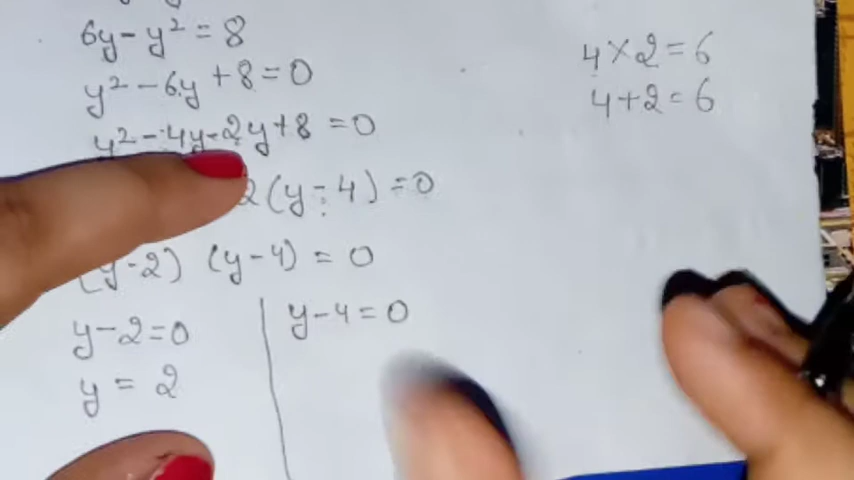 6y - y² = 8
y² - 6y + 8 = 0
y² - 4y - 2y + 8 = 0
2(y - 4) = 0
(y - 2) (y - 4) = 0
y - 2 = 0
y = 2
y - 4 = 0
4 × 2 = 6
4 + 2 = 6